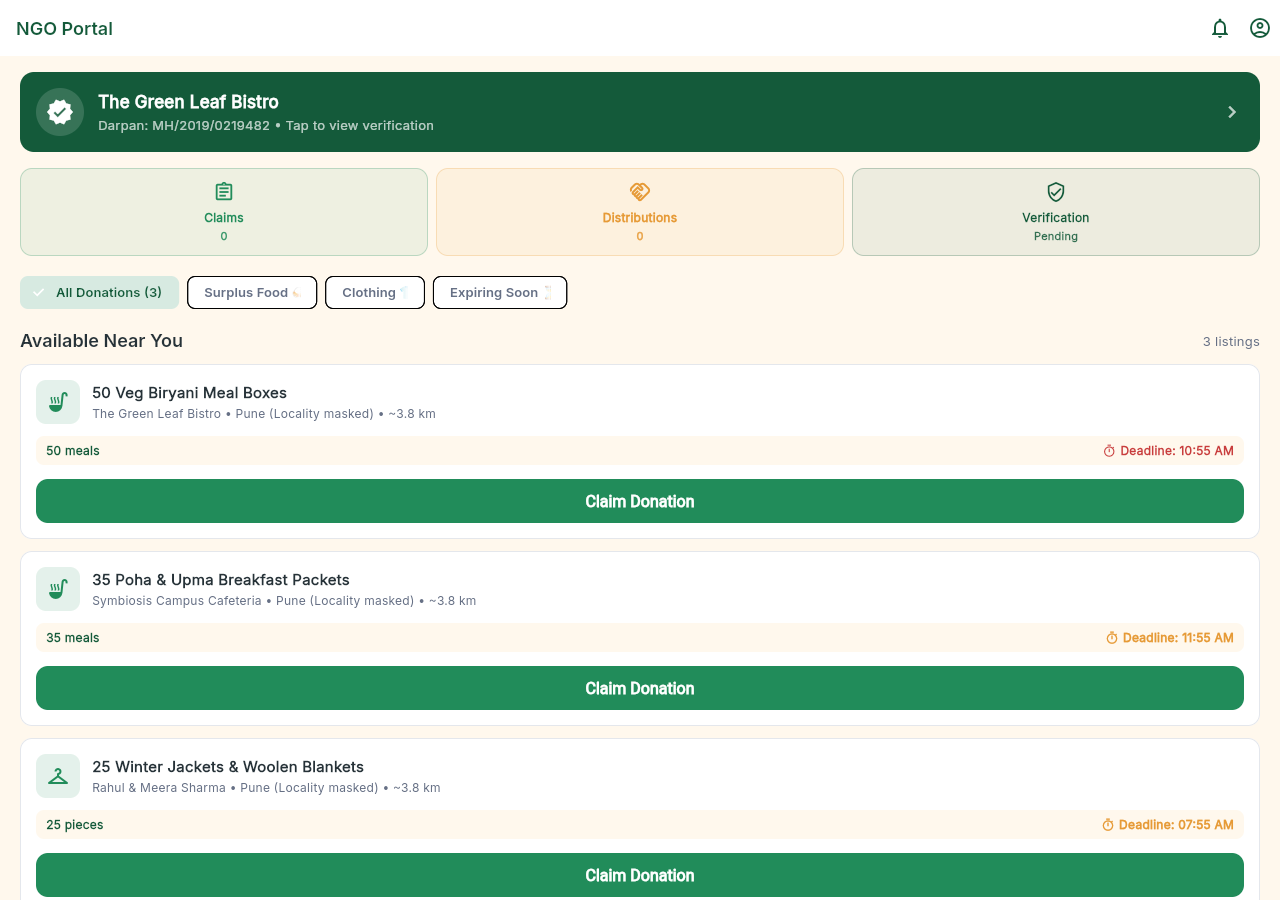 NGO Portal
The Green Leaf Bistro
Darpan: MH/2019/0219482 • Tap to view verification
Claims
0
Distributions
0
Verification
Pending
All Donations (3)
Surplus Food
Clothing
Expiring Soon
Available Near You
3 listings
50 Veg Biryani Meal Boxes
The Green Leaf Bistro • Pune (Locality masked) • ~3.8 km
50 meals
Deadline: 10:55 AM
Claim Donation
35 Poha & Upma Breakfast Packets
Symbiosis Campus Cafeteria • Pune (Locality masked) • ~3.8 km
35 meals
Deadline: 11:55 AM
Claim Donation
25 Winter Jackets & Woolen Blankets
Rahul & Meera Sharma • Pune (Locality masked) • ~3.8 km
25 pieces
Deadline: 07:55 AM
Claim Donation